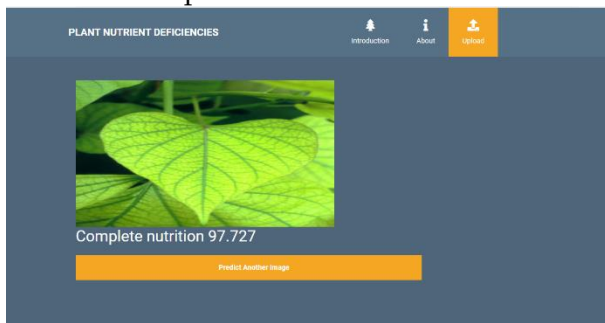 PLANT NUTRIENT DEFICIENCIES
Introduction About Upload
Complete nutrition 97.727
Predict Another Image